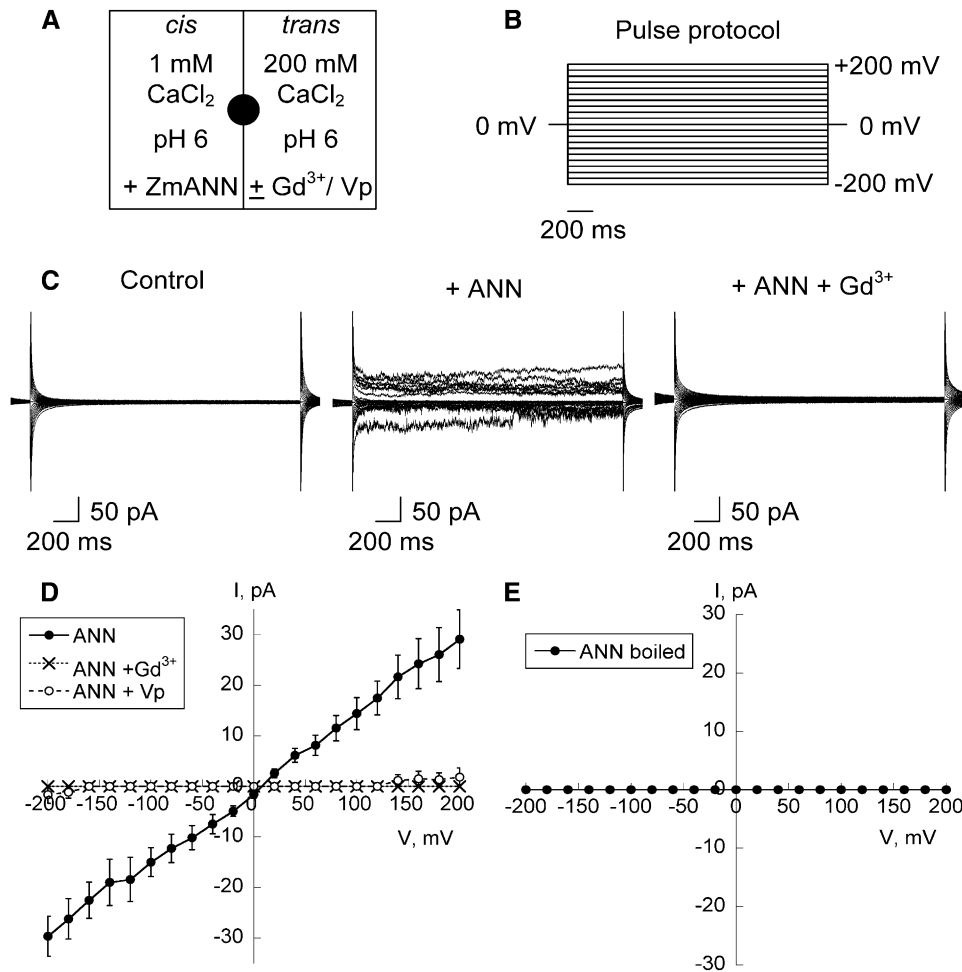 A
cis trans
1 mM 200 mM
CaCl₂ CaCl₂
pH 6 pH 6
+ ZmANN ± Gd³⁺/ Vp
B
Pulse protocol
+200 mV
0 mV 0 mV
-200 mV
200 ms
C
Control + ANN + ANN + Gd³⁺
50 pA 50 pA 50 pA
200 ms 200 ms 200 ms
D
I, pA
ANN
ANN +Gd³⁺
ANN + Vp
30
20
10
0
-200 -150 -100 -50 0 50 100 150 200
V, mV
-10
-20
-30
E
I, pA
ANN boiled
30
20
10
0
-200 -150 -100 -50 0 50 100 150 200
V, mV
-10
-20
-30